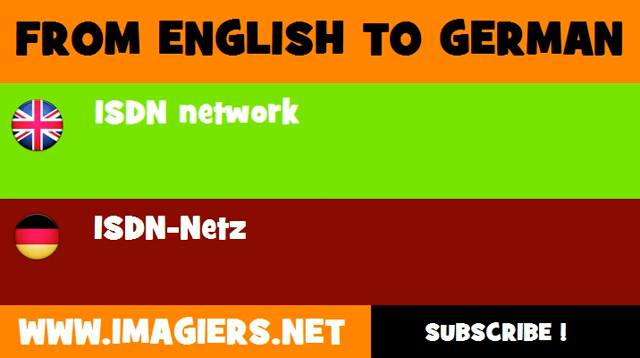 FROM ENGLISH TO GERMAN
ISDN network
ISDN-Netz
WWW.IMAGIERS.NET
SUBSCRIBE !